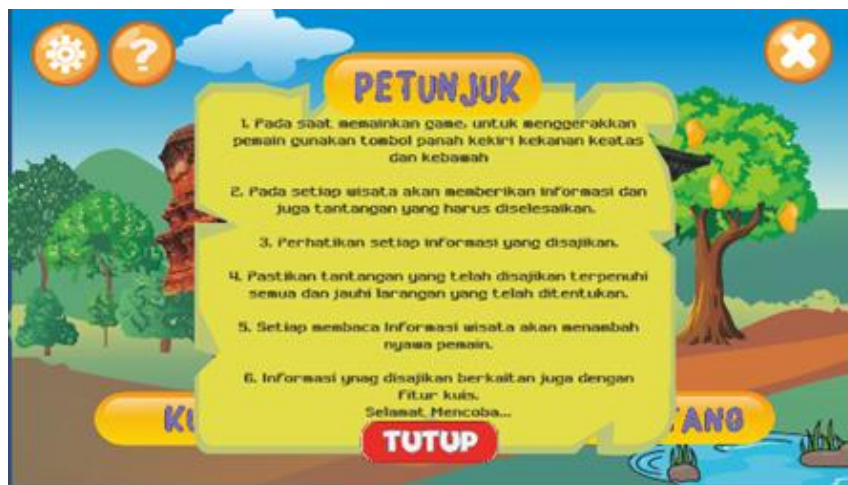 ?
PETUNJUK
1. Pada saat memainkan game, untuk menggerakkan
pemain gunakan tombol panah kekiri kekanan keatas
dan kebawah
2. Pada setiap wisata akan memberikan informasi dan
juga tantangan yang harus diselesaikan.
3. Perhatikan setiap informasi yang disajikan.
4. Pastikan tantangan yang telah disajikan terpenuhi
semua dan jauhi larangan yang telah ditentukan.
5. Setiap membaca Informasi wisata akan menambah
nyawa pemain.
6. Informasi ynag disajikan berkaitan juga dengan
fitur kuis.
Selamat Mencoba...
KU
TANG
TUTUP